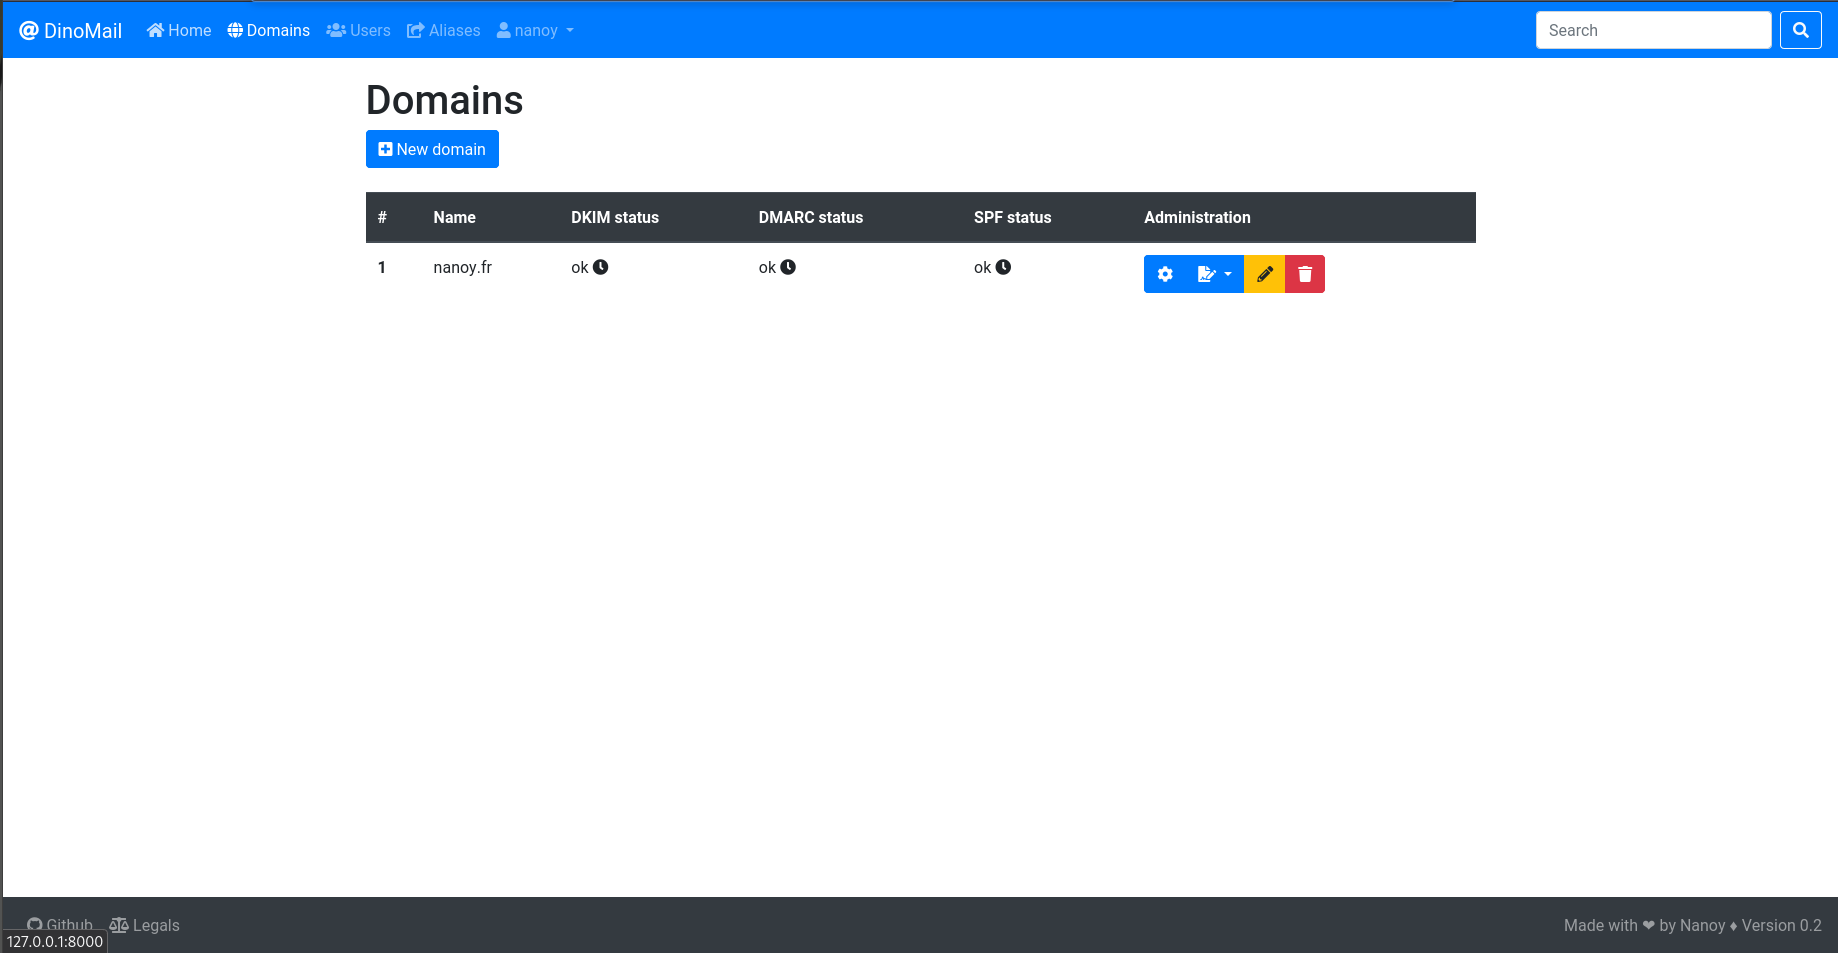 DinoMail Home Domains Users Aliases nanoy Search
Domains
New domain
# Name DKIM status DMARC status SPF status Administration
1 nanoy.fr ok ok ok
Github Legals Made with ❤ by Nanoy ♦ Version 0.2
127.0.0.1:8000